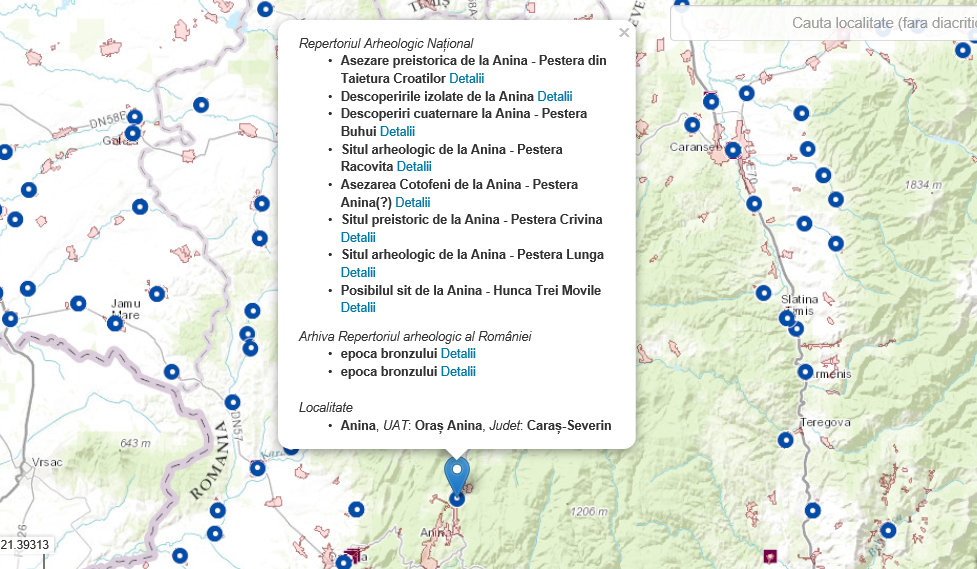 TIMIS
Cauta localitate (fara diacritic
×
Repertoriul Arheologic Național
• Asezare preistorica de la Anina - Pestera din
Taietura Croatilor Detalii
• Descoperirile izolate de la Anina Detalii
• Descoperiri cuaternare la Anina - Pestera
Buhui Detalii
• Situl arheologic de la Anina - Pestera
Racovita Detalii
• Asezarea Cotofeni de la Anina - Pestera
Anina(?) Detalii
• Situl preistoric de la Anina - Pestera Crivina
Detalii
• Situl arheologic de la Anina - Pestera Lunga
Detalii
• Posibilul sit de la Anina - Hunca Trei Movile
Detalii
Arhiva Repertoriul arheologic al României
• epoca bronzului Detalii
• epoca bronzului Detalii
Localitate
• Anina, UAT: Oraș Anina, Judet: Caraș-Severin
DN58B
Caranseb
E70
1834 m
Jamu
Mare
Slatina
Timis
Armenis
Teregova
DN57
ROMANIA
643 m
Vrsac
1206 m
Anin
21.39313